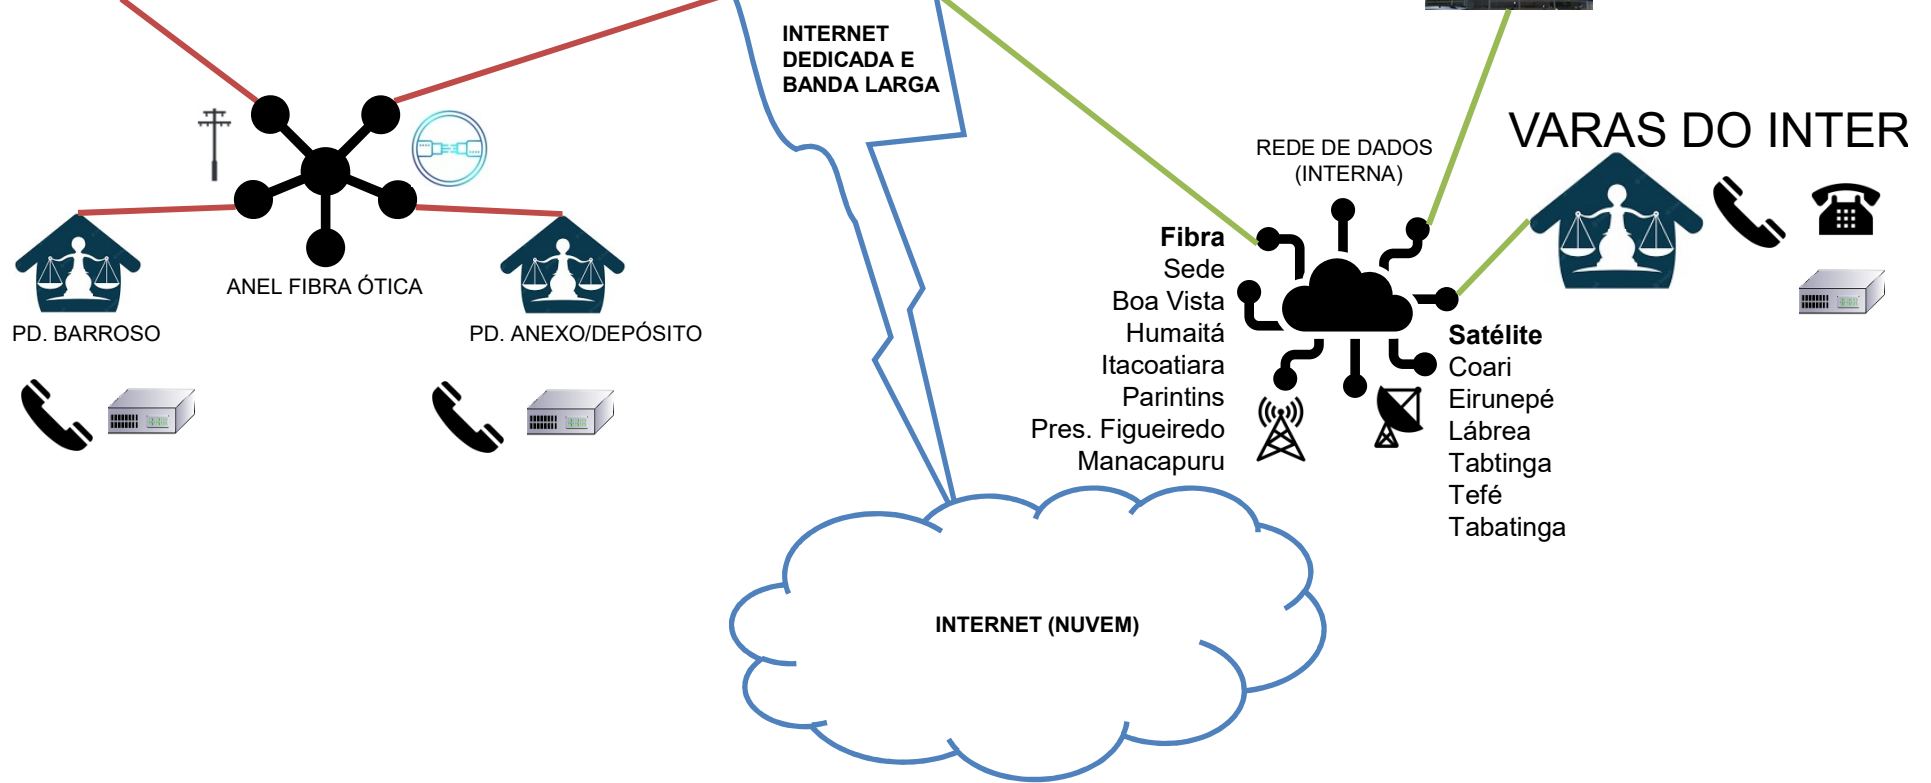 INTERNET
DEDICADA E
BANDA LARGA
VARAS DO INTER
REDE DE DADOS
(INTERNA)
ANEL FIBRA ÓTICA
PD. BARROSO
PD. ANEXO/DEPÓSITO
Fibra
Sede
Boa Vista
Humaitá
Itacoatiara
Parintins
Pres. Figueiredo
Manacapuru
Satélite
Coari
Eirunepé
Lábrea
Tabtinga
Tefé
Tabatinga
INTERNET (NUVEM)